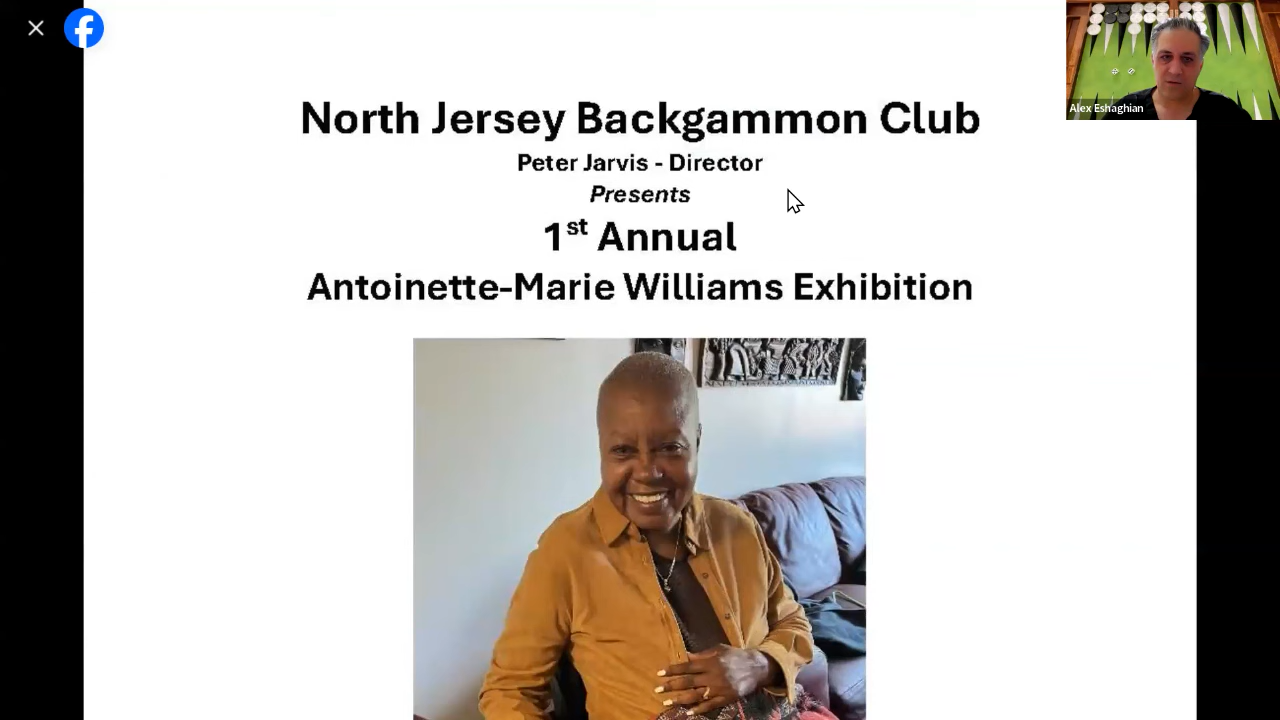 North Jersey Backgammon Club
Peter Jarvis - Director
Presents
1st Annual
Antoinette-Marie Williams Exhibition
Alex Eshaghian